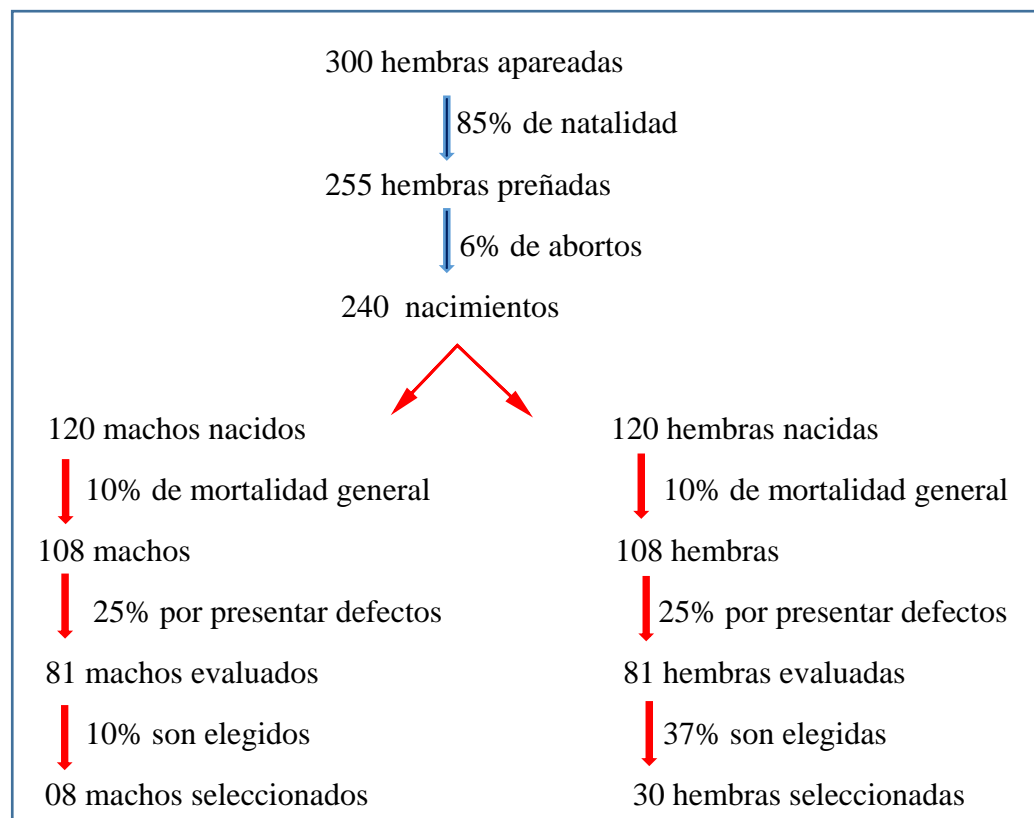 300 hembras apareadas
85% de natalidad
255 hembras preñadas
6% de abortos
240 nacimientos
120 machos nacidos
10% de mortalidad general
108 machos
25% por presentar defectos
81 machos evaluados
10% son elegidos
08 machos seleccionados
120 hembras nacidas
10% de mortalidad general
108 hembras
25% por presentar defectos
81 hembras evaluadas
37% son elegidas
30 hembras seleccionadas